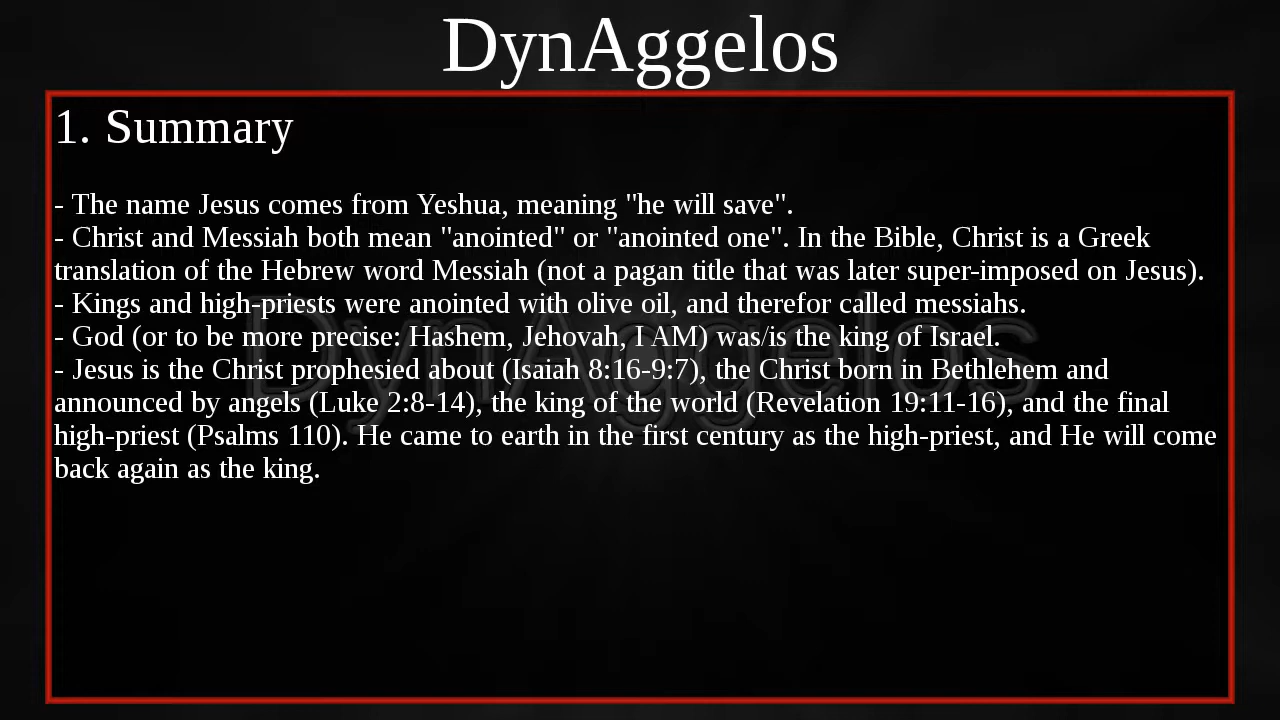 DynAggelos
1. Summary
- The name Jesus comes from Yeshua, meaning "he will save".
- Christ and Messiah both mean "anointed" or "anointed one". In the Bible, Christ is a Greek
translation of the Hebrew word Messiah (not a pagan title that was later super-imposed on Jesus).
- Kings and high-priests were anointed with olive oil, and therefor called messiahs.
- God (or to be more precise: Hashem, Jehovah, I AM) was/is the king of Israel.
- Jesus is the Christ prophesied about (Isaiah 8:16-9:7), the Christ born in Bethlehem and
announced by angels (Luke 2:8-14), the king of the world (Revelation 19:11-16), and the final
high-priest (Psalms 110). He came to earth in the first century as the high-priest, and He will come
back again as the king.
DynAggelos